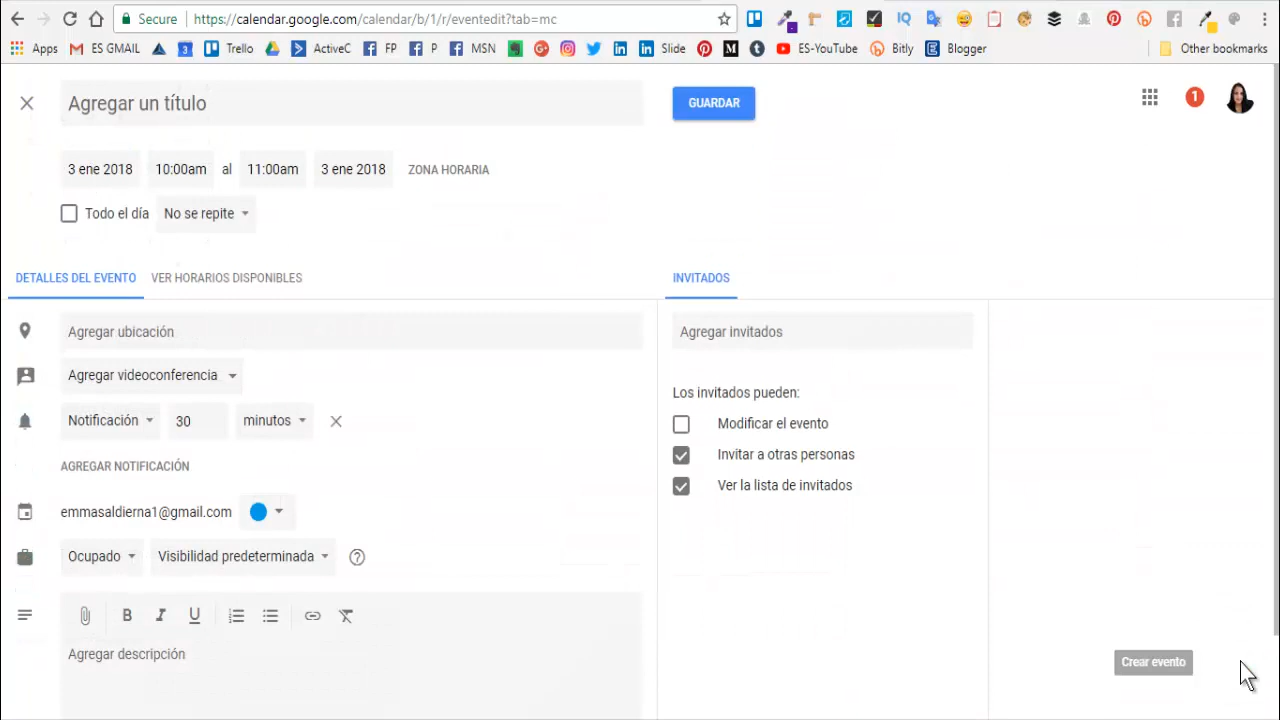 Secure https://calendar.google.com/calendar/b/1/r/eventedit?tab=mc
Apps ES GMAIL Trello ActiveC FP P MSN Slide ES-YouTube Bitly Blogger Other bookmarks
Agregar un título
GUARDAR
1
3 ene 2018 10:00am al 11:00am 3 ene 2018 ZONA HORARIA
Todo el día No se repite
DETALLES DEL EVENTO VER HORARIOS DISPONIBLES INVITADOS
Agregar ubicación
Agregar invitados
Agregar videoconferencia
Los invitados pueden:
Notificación 30 minutos
Modificar el evento
Invitar a otras personas
AGREGAR NOTIFICACIÓN
Ver la lista de invitados
emmasaldierna1@gmail.com
Ocupado Visibilidad predeterminada
B I U
Agregar descripción
Crear evento